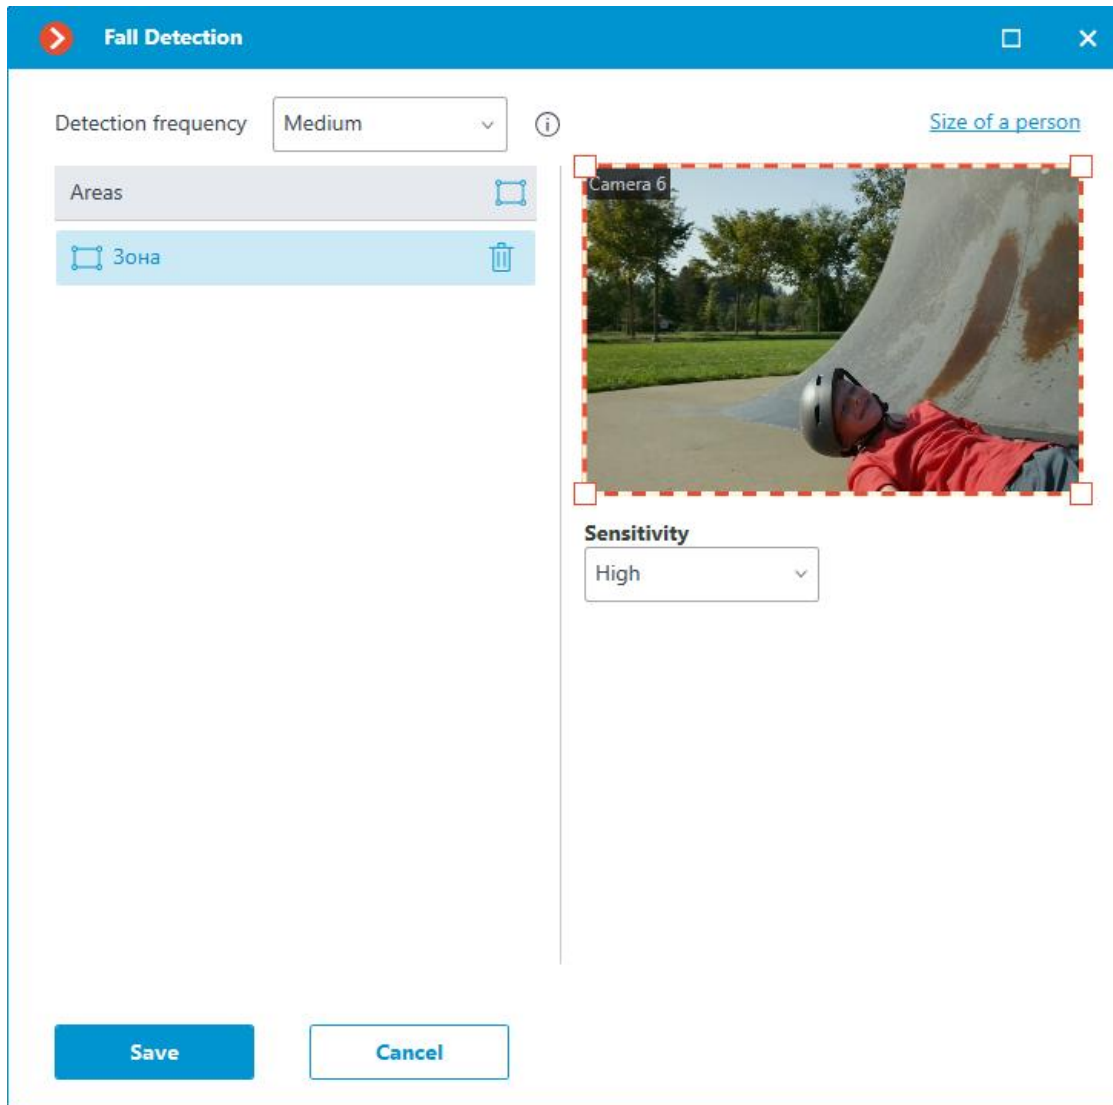 Fall Detection
Detection frequency
Medium
Size of a person
Areas
Зона
Camera 6
Sensitivity
High
Save
Cancel